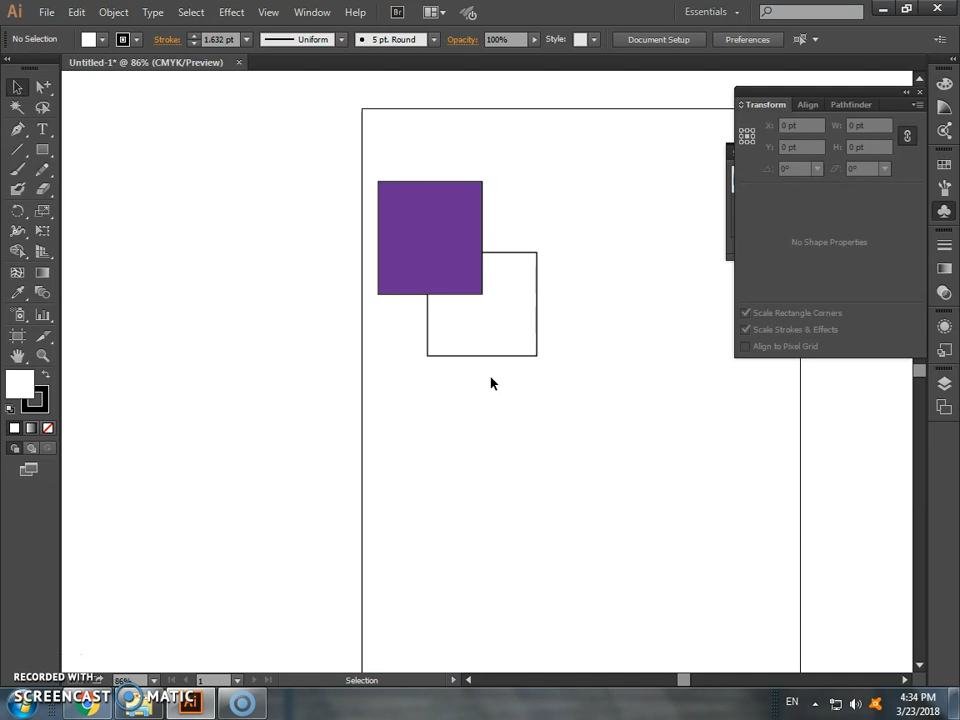 Ai File Edit Object Type Select Effect View Window Help Br Essentials
No Selection Stroke: 1.632 pt Uniform 5 pt. Round Opacity: 100% Style: Document Setup Preferences
Untitled-1* @ 86% (CMYK/Preview)
Transform Align Pathfinder
X: 0 pt W: 0 pt
Y: 0 pt H: 0 pt
0° 0°
No Shape Properties
Scale Rectangle Corners
Scale Strokes & Effects
Align to Pixel Grid
86% 1 Selection
RECORDED WITH
SCREENCAST MATIC
Ai EN 4:34 PM
3/23/2018